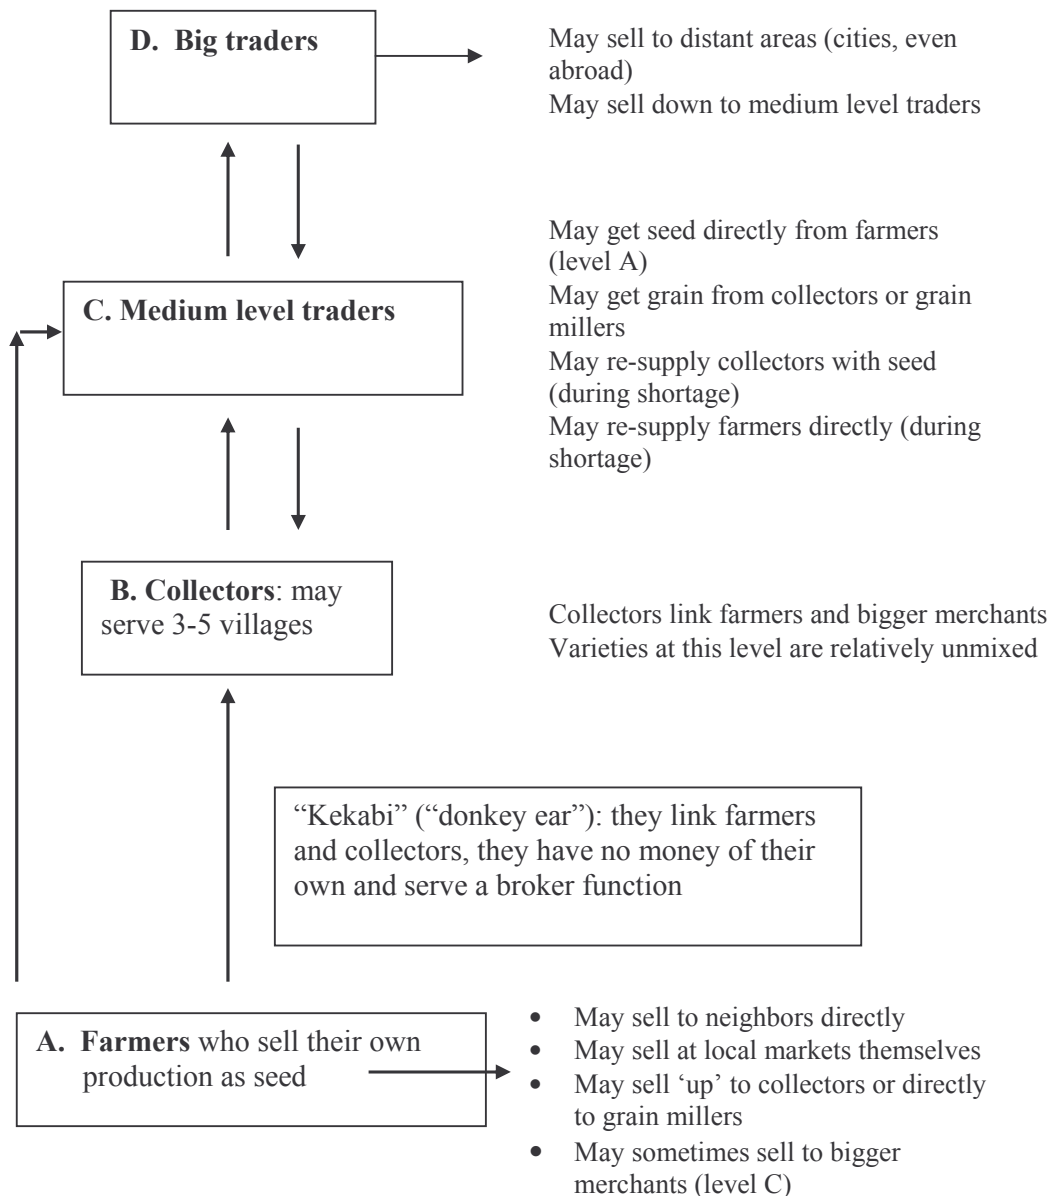 D. Big traders
May sell to distant areas (cities, even
abroad)
May sell down to medium level traders
May get seed directly from farmers
(level A)
May get grain from collectors or grain
millers
May re-supply collectors with seed
(during shortage)
May re-supply farmers directly (during
shortage)
C. Medium level traders
B. Collectors: may
serve 3-5 villages
Collectors link farmers and bigger merchants
Varieties at this level are relatively unmixed
“Kekabi” (“donkey ear”): they link farmers
and collectors, they have no money of their
own and serve a broker function
A. Farmers who sell their own
production as seed
• May sell to neighbors directly
• May sell at local markets themselves
• May sell ‘up’ to collectors or directly
to grain millers
• May sometimes sell to bigger
merchants (level C)